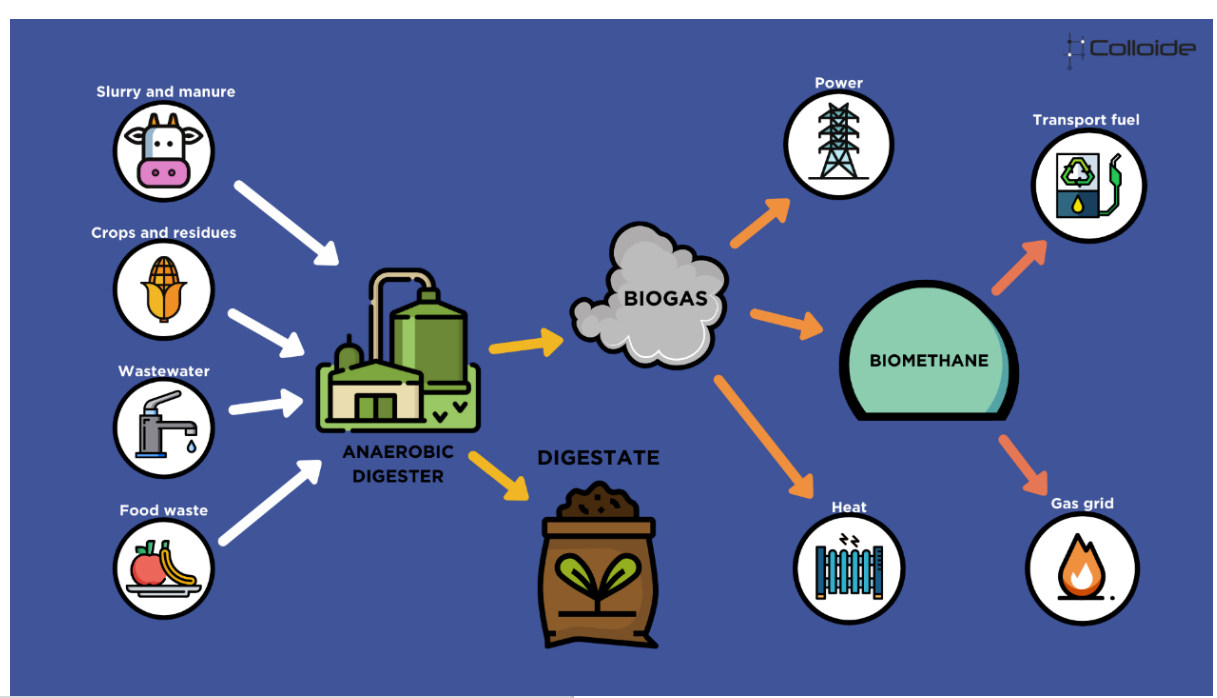 Colloide
Slurry and manure
Power
Transport fuel
Crops and residues
BIOGAS
BIOMETHANE
Wastewater
ANAEROBIC
DIGESTER
DIGESTATE
Food waste
Heat
Gas grid